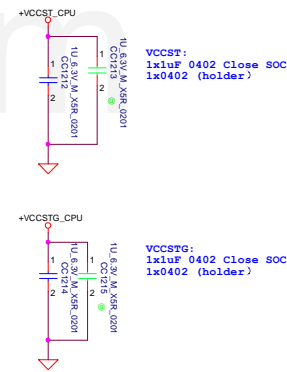 +VCCST_CPU
1
2
1U_6.3V_M_X5R_0201
CC1212
1
2
1U_6.3V_M_X5R_0201
CC1213
@
VCCST:
1x1uF 0402 Close SOC
1x0402 (holder)
+VCCSTG_CPU
1
2
1U_6.3V_M_X5R_0201
CC1214
1
2
1U_6.3V_M_X5R_0201
CC1215
@
VCCSTG:
1x1uF 0402 Close SOC
1x0402 (holder)